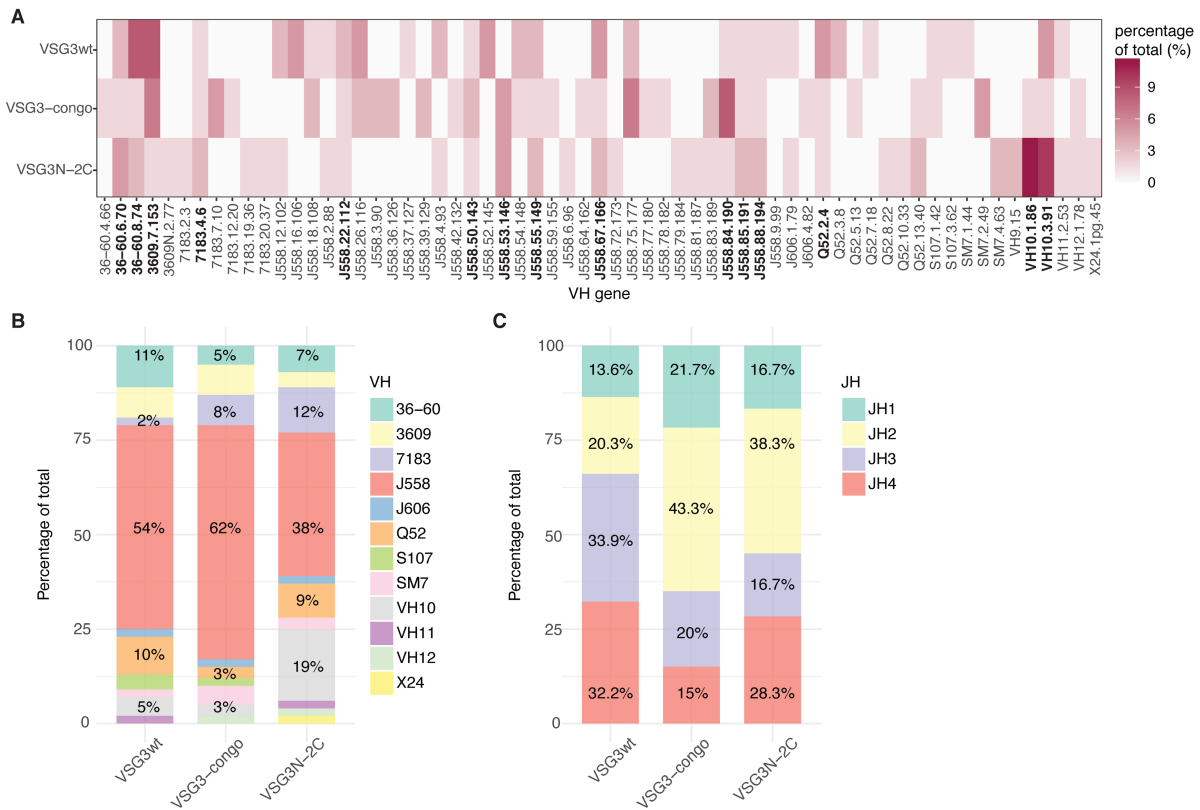 A
VSG3wt
VSG3−congo
VSG3N−2C
percentage
of total (%)
9
6
3
0
36−60.4.66
36−60.6.70
36−60.8.74
3609.7.153
3609N.2.77
7183.2.3
7183.4.6
7183.7.10
7183.12.20
7183.19.36
7183.20.37
J558.12.102
J558.16.106
J558.18.108
J558.2.88
J558.22.112
J558.26.116
J558.3.90
J558.36.126
J558.37.127
J558.39.129
J558.4.93
J558.42.132
J558.50.143
J558.52.145
J558.53.146
J558.54.148
J558.55.149
J558.59.155
J558.6.96
J558.64.162
J558.67.166
J558.72.173
J558.75.177
J558.77.180
J558.78.182
J558.79.184
J558.81.187
J558.83.189
J558.84.190
J558.85.191
J558.88.194
J558.9.99
J606.1.79
J606.4.82
Q52.2.4
Q52.3.8
Q52.5.13
Q52.7.18
Q52.8.22
Q52.10.33
Q52.13.40
S107.1.42
S107.3.62
SM7.1.44
SM7.2.49
SM7.4.63
VH9.15
VH10.1.86
VH10.3.91
VH11.2.53
VH12.1.78
X24.1pg.45
VH gene
B
Percentage of total
100
75
50
25
0
11%
2%
54%
10%
5%
5%
8%
62%
3%
3%
7%
12%
38%
9%
19%
VSG3wt
VSG3−congo
VSG3N−2C
VH
36−60
3609
7183
J558
J606
Q52
S107
SM7
VH10
VH11
VH12
X24
C
Percentage of total
100
75
50
25
0
13.6%
20.3%
33.9%
32.2%
21.7%
43.3%
20%
15%
16.7%
38.3%
16.7%
28.3%
VSG3wt
VSG3−congo
VSG3N−2C
JH
JH1
JH2
JH3
JH4